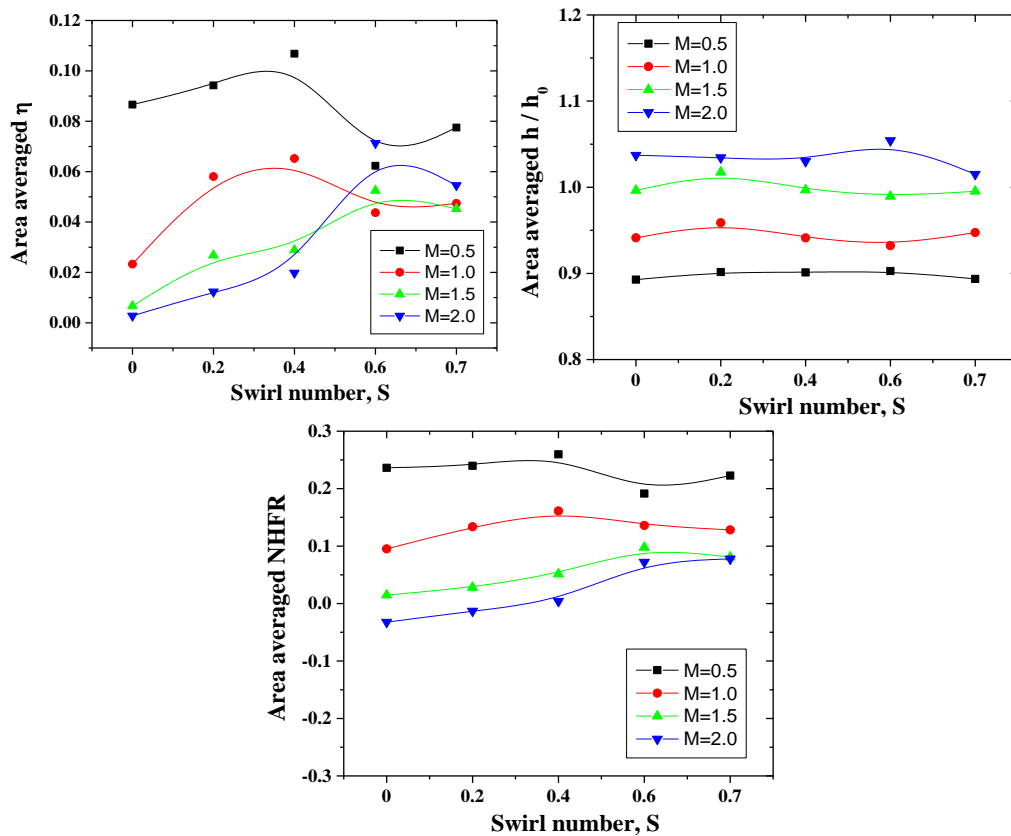 Area averaged η
0.12
0.10
0.08
0.06
0.04
0.02
0.00
M=0.5
M=1.0
M=1.5
M=2.0
0 0.2 0.4 0.6 0.7
Swirl number, S
Area averaged h / h₀
1.2
1.1
1.0
0.9
0.8
M=0.5
M=1.0
M=1.5
M=2.0
0 0.2 0.4 0.6 0.7
Swirl number, S
Area averaged NHFR
0.3
0.2
0.1
0.0
-0.1
-0.2
-0.3
M=0.5
M=1.0
M=1.5
M=2.0
0 0.2 0.4 0.6 0.7
Swirl number, S